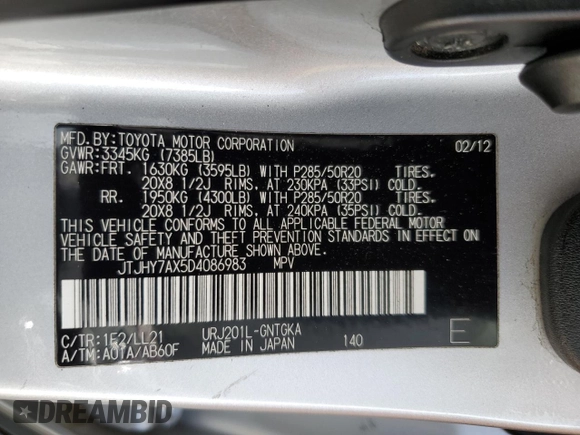 MFD.BY:TOYOTA MOTOR CORPORATION 02/12
GVWR:3345KG (7385LB)
GAWR:FRT. 1630KG (3595LB) WITH P285/50R20 TIRES.
20X8 1/2J RIMS. AT 230KPA (33PSI) COLD.
RR. 1950KG (4300LB) WITH P285/50R20 TIRES.
20X8 1/2J RIMS. AT 240KPA (35PSI) COLD.
THIS VEHICLE CONFORMS TO ALL APPLICABLE FEDERAL MOTOR
VEHICLE SAFETY AND THEFT PREVENTION STANDARDS IN EFFECT
ON THE DATE OF MANUFACTURE SHOWN ABOVE.
JTJHY7AX5D4086983 MPV
C/TR:1F2/LL21 URJ201L-GNTGKA
A/TM:A01A/AB60F MADE IN JAPAN 140 E
DREAMBID